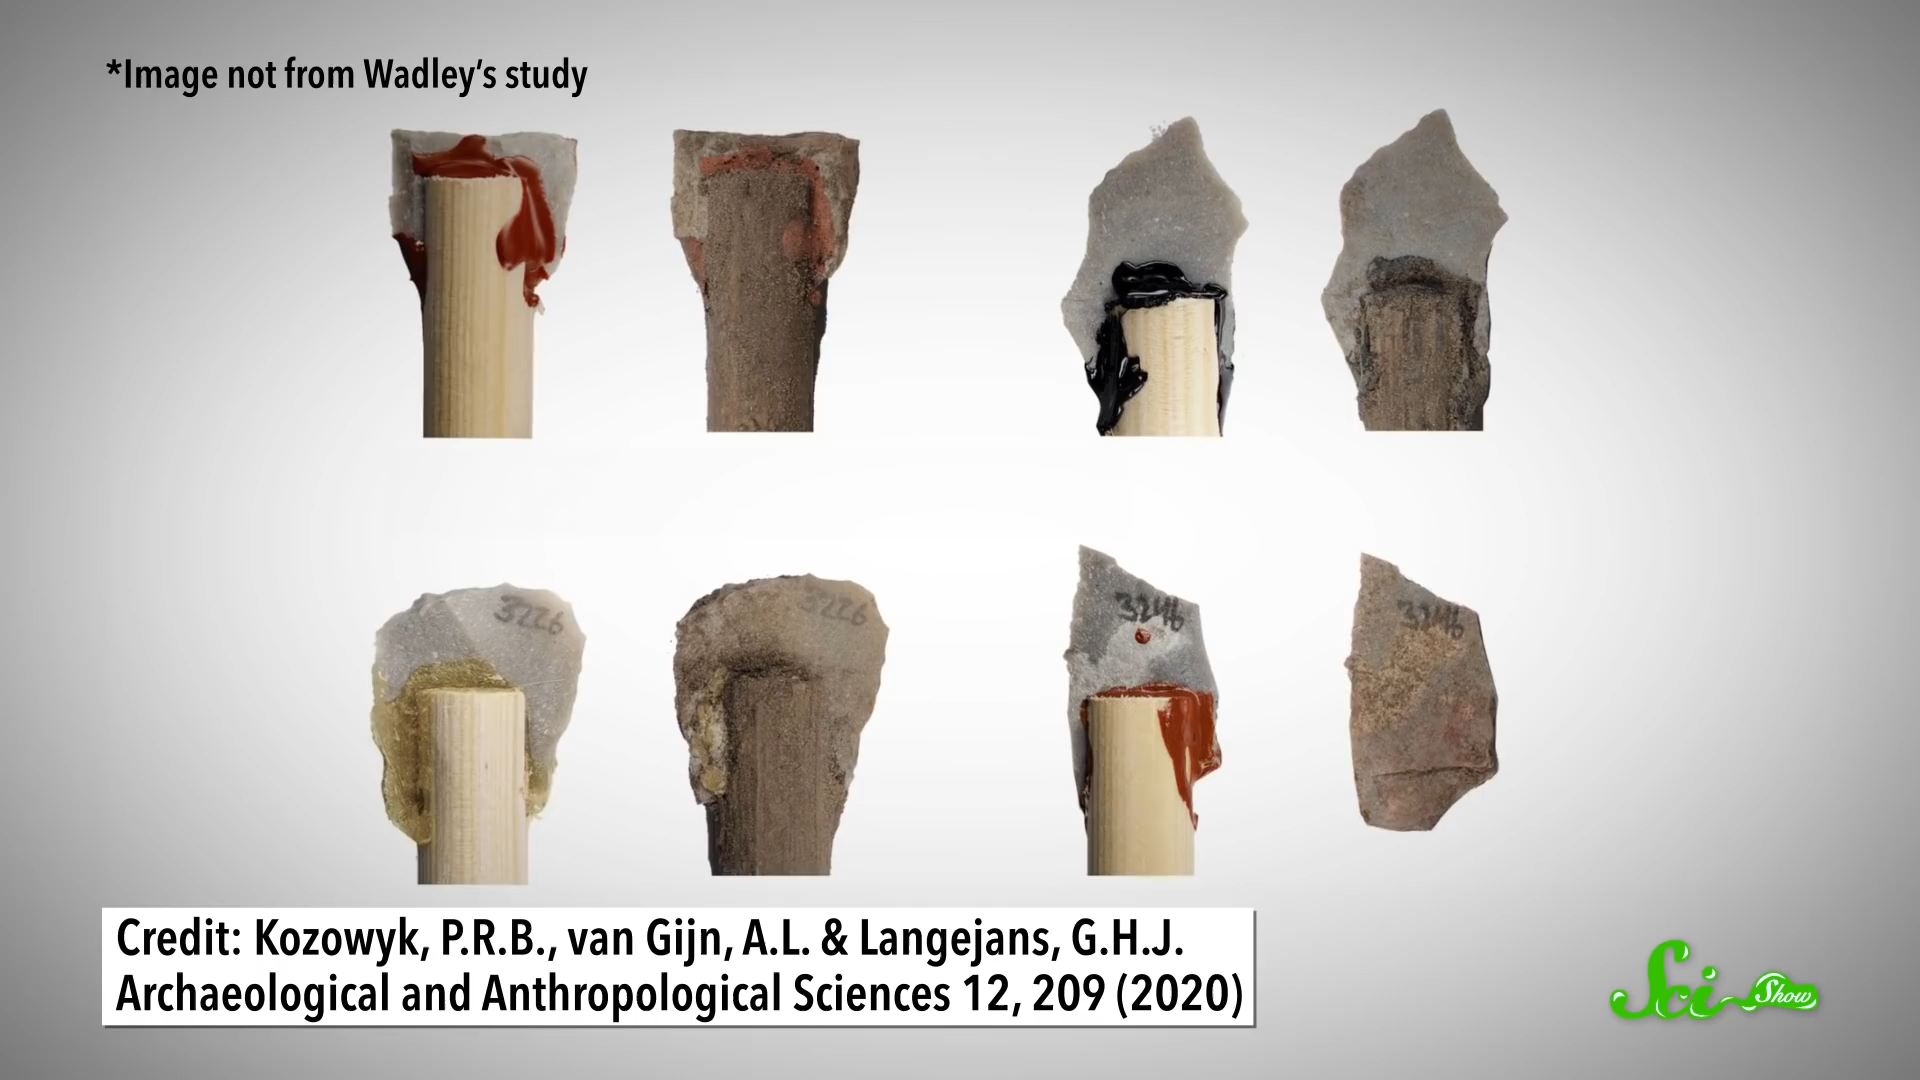 *Image not from Wadley's study
3226
3226
3246
3246
Credit: Kozowyk, P.R.B., van Gijn, A.L. & Langejans, G.H.J.
Archaeological and Anthropological Sciences 12, 209 (2020)
Sci Show